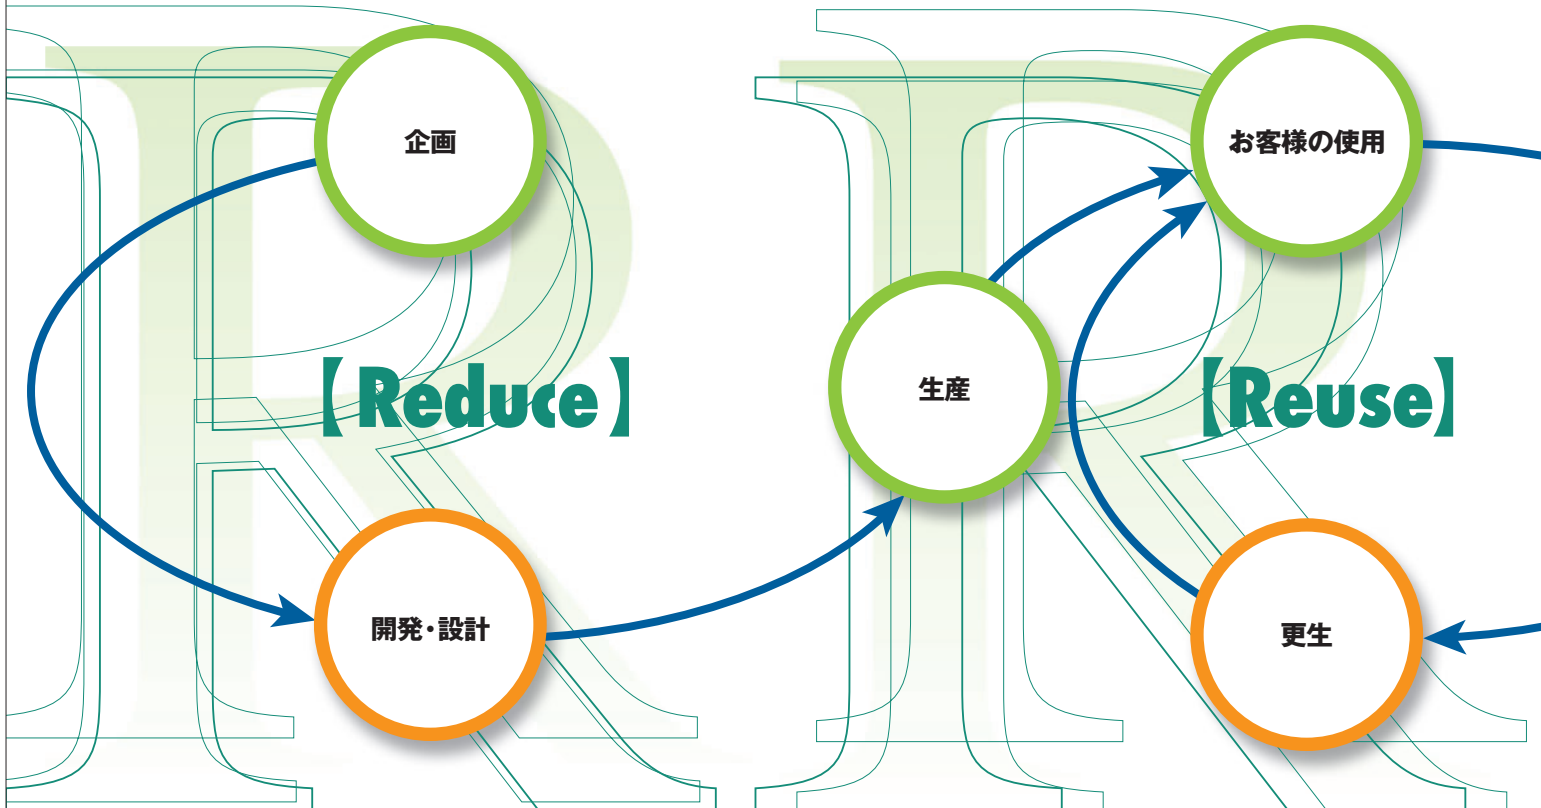 企画
お客様の使用
生産
【Reduce】
【Reuse】
開発・設計
更生